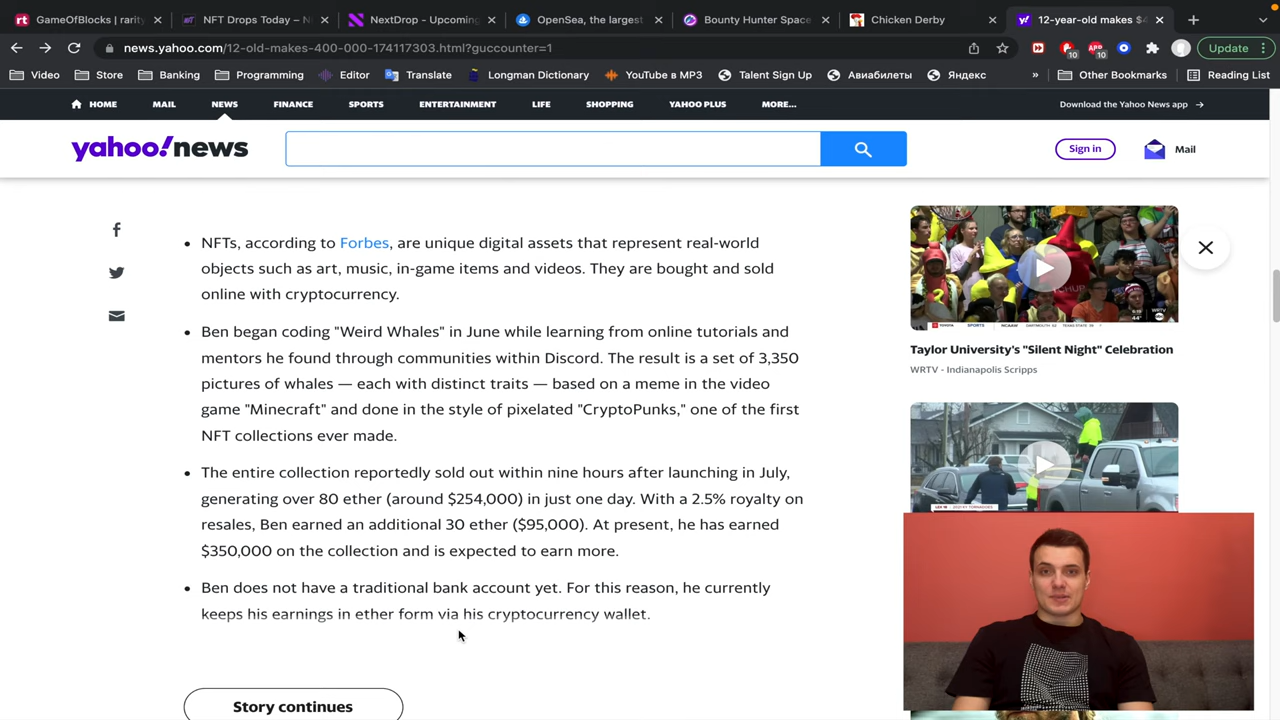 GameOfBlocks | rarity
NFT Drops Today – N
NextDrop - Upcoming
OpenSea, the largest
Bounty Hunter Space
Chicken Derby
12-year-old makes $4
news.yahoo.com/12-old-makes-400-000-174117303.html?guccounter=1
10
10
Update
Video
Store
Banking
Programming
Editor
Translate
Longman Dictionary
YouTube в MP3
Talent Sign Up
Авиабилеты
Яндекс
»
Other Bookmarks
Reading List
HOME
MAIL
NEWS
FINANCE
SPORTS
ENTERTAINMENT
LIFE
SHOPPING
YAHOO PLUS
MORE...
Download the Yahoo News app →
yahoo!news
Sign in
Mail
• NFTs, according to Forbes, are unique digital assets that represent real-world
objects such as art, music, in-game items and videos. They are bought and sold
online with cryptocurrency.
• Ben began coding "Weird Whales" in June while learning from online tutorials and
mentors he found through communities within Discord. The result is a set of 3,350
pictures of whales — each with distinct traits — based on a meme in the video
game "Minecraft" and done in the style of pixelated "CryptoPunks," one of the first
NFT collections ever made.
• The entire collection reportedly sold out within nine hours after launching in July,
generating over 80 ether (around $254,000) in just one day. With a 2.5% royalty on
resales, Ben earned an additional 30 ether ($95,000). At present, he has earned
$350,000 on the collection and is expected to earn more.
• Ben does not have a traditional bank account yet. For this reason, he currently
keeps his earnings in ether form via his cryptocurrency wallet.
Story continues
Taylor University's "Silent Night" Celebration
WRTV - Indianapolis Scripps